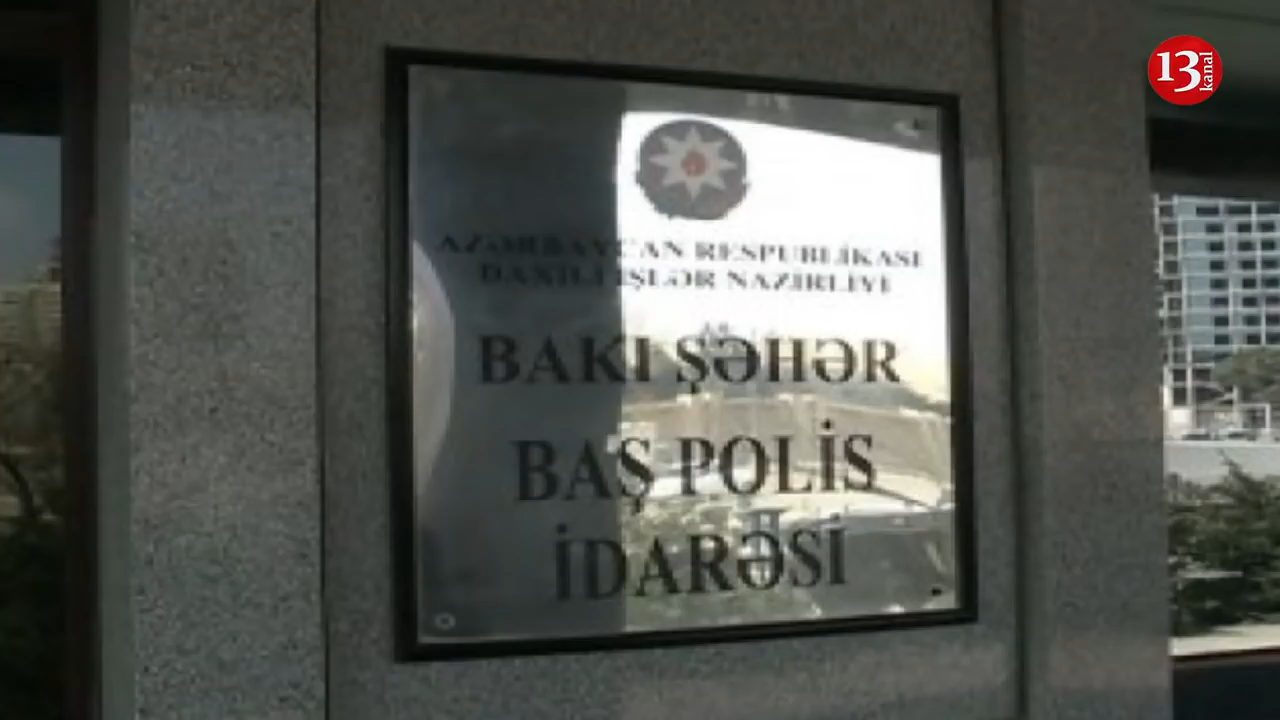 13 kanal
AZƏRBAYCAN RESPUBLİKASI
DAXİLİ İŞLƏR NAZİRLİYİ
BAKI ŞƏHƏR
BAŞ POLİS
İDARƏSİ